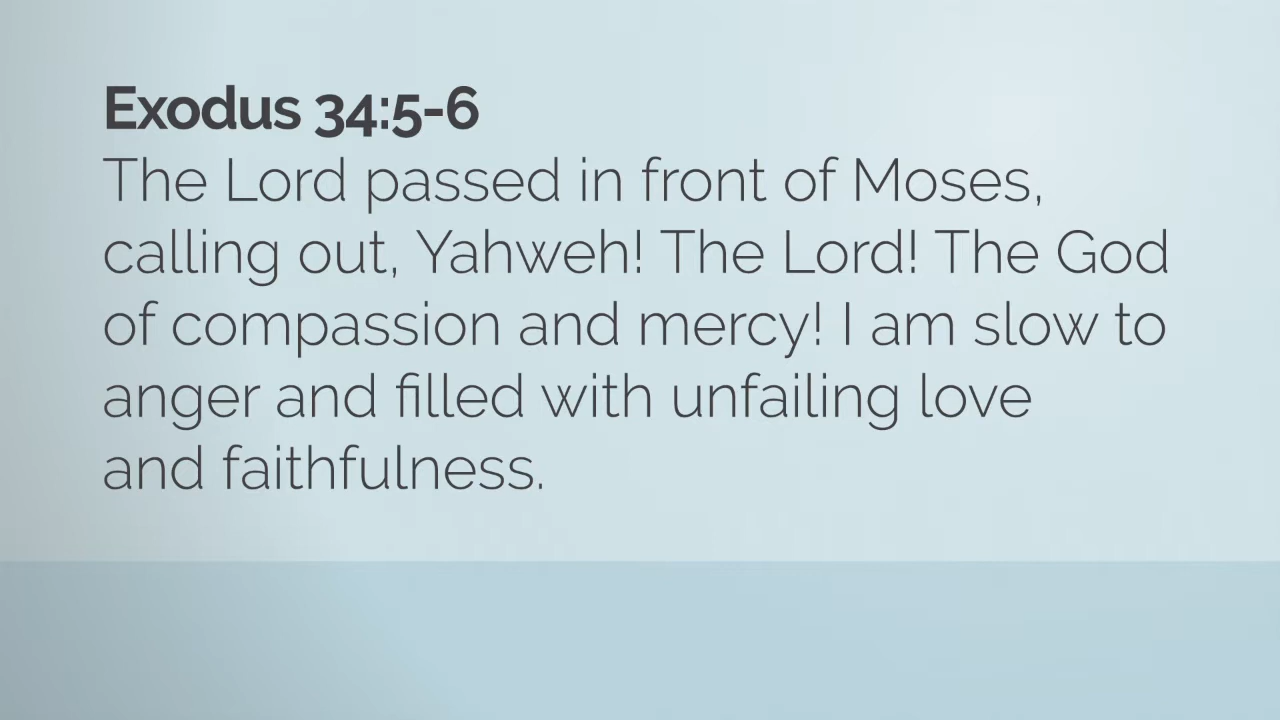 Exodus 34:5-6
The Lord passed in front of Moses,
calling out, Yahweh! The Lord! The God
of compassion and mercy! I am slow to
anger and filled with unfailing love
and faithfulness.